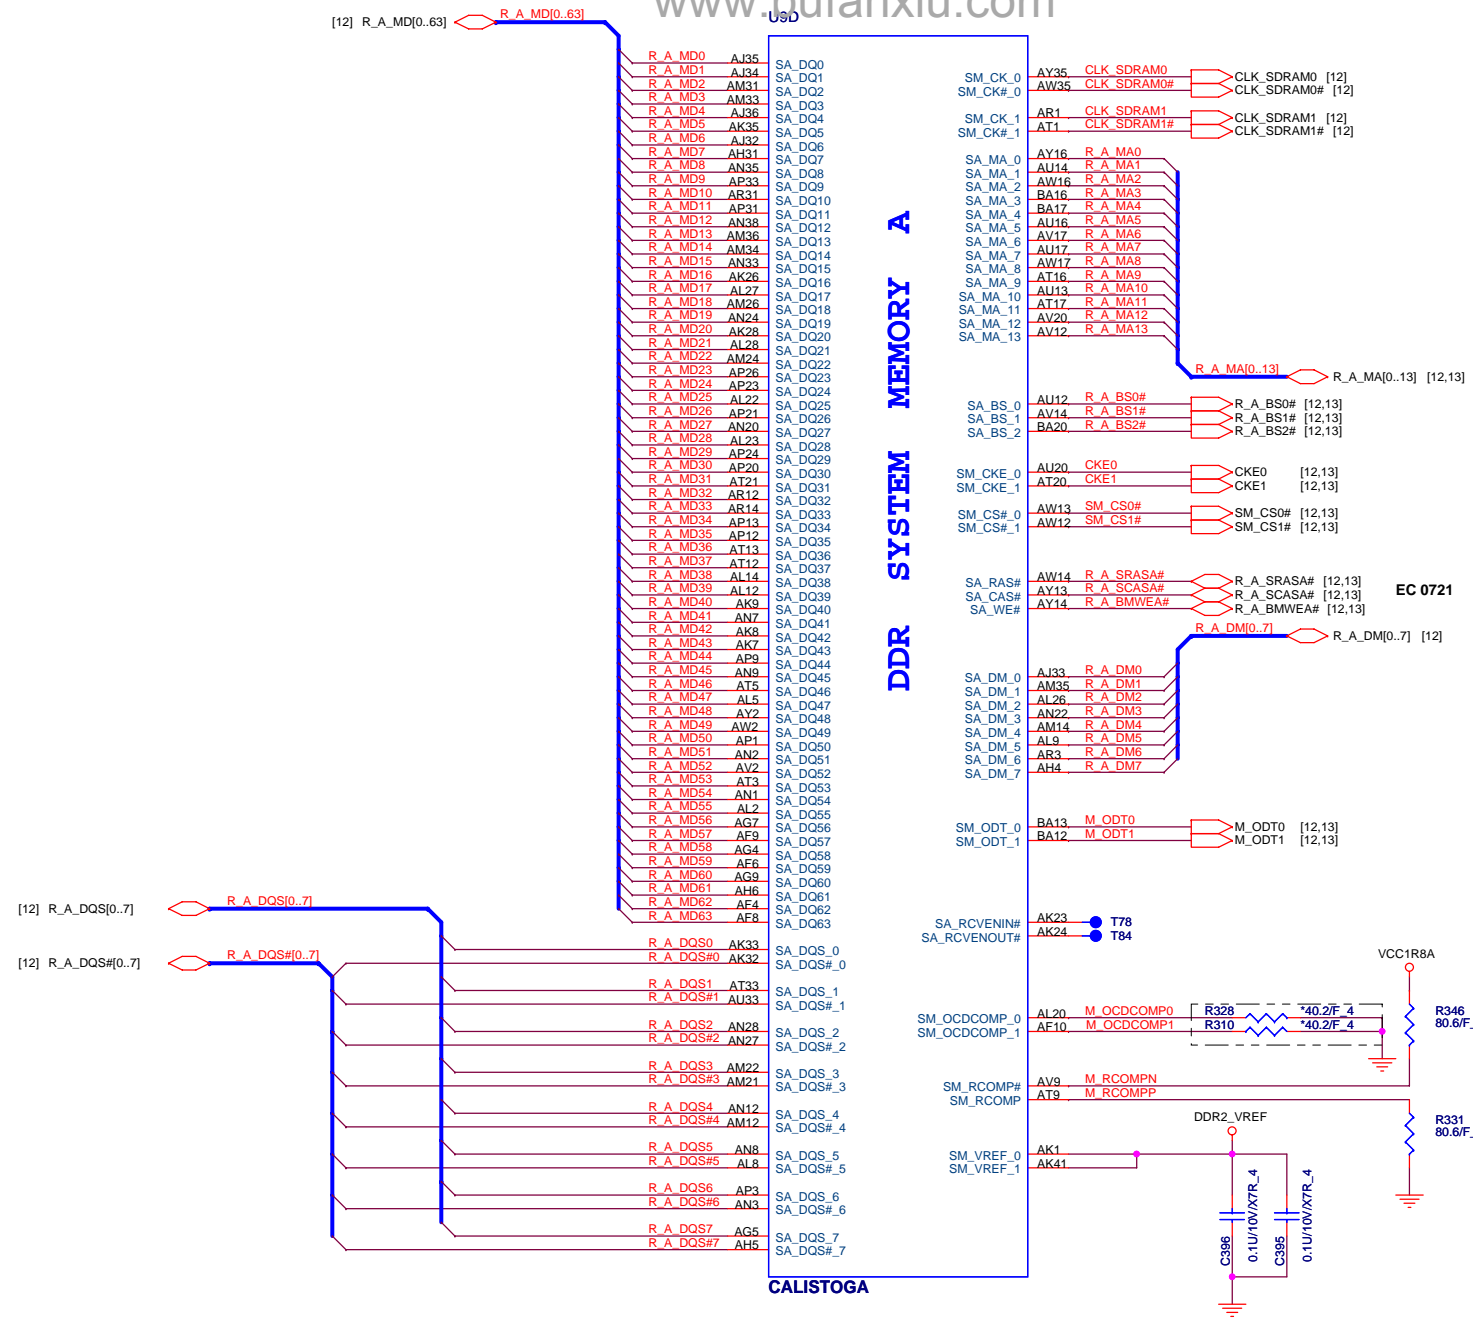 www.bufanxiu.com
U9D
[12] R_A_MD[0..63]
R_A_MD[0..63]
R_A_MD0 AJ35 SA_DQ0
R_A_MD1 AJ34 SA_DQ1
R_A_MD2 AM31 SA_DQ2
R_A_MD3 AM33 SA_DQ3
R_A_MD4 AJ36 SA_DQ4
R_A_MD5 AK35 SA_DQ5
R_A_MD6 AJ32 SA_DQ6
R_A_MD7 AH31 SA_DQ7
R_A_MD8 AN35 SA_DQ8
R_A_MD9 AP33 SA_DQ9
R_A_MD10 AR31 SA_DQ10
R_A_MD11 AP31 SA_DQ11
R_A_MD12 AN38 SA_DQ12
R_A_MD13 AM36 SA_DQ13
R_A_MD14 AM34 SA_DQ14
R_A_MD15 AN33 SA_DQ15
R_A_MD16 AK26 SA_DQ16
R_A_MD17 AL27 SA_DQ17
R_A_MD18 AM26 SA_DQ18
R_A_MD19 AN24 SA_DQ19
R_A_MD20 AK28 SA_DQ20
R_A_MD21 AL28 SA_DQ21
R_A_MD22 AM24 SA_DQ22
R_A_MD23 AP26 SA_DQ23
R_A_MD24 AP23 SA_DQ24
R_A_MD25 AL22 SA_DQ25
R_A_MD26 AP21 SA_DQ26
R_A_MD27 AN20 SA_DQ27
R_A_MD28 AL23 SA_DQ28
R_A_MD29 AP24 SA_DQ29
R_A_MD30 AP20 SA_DQ30
R_A_MD31 AT21 SA_DQ31
R_A_MD32 AR12 SA_DQ32
R_A_MD33 AR14 SA_DQ33
R_A_MD34 AP13 SA_DQ34
R_A_MD35 AP12 SA_DQ35
R_A_MD36 AT13 SA_DQ36
R_A_MD37 AT12 SA_DQ37
R_A_MD38 AL14 SA_DQ38
R_A_MD39 AL12 SA_DQ39
R_A_MD40 AK9 SA_DQ40
R_A_MD41 AN7 SA_DQ41
R_A_MD42 AK8 SA_DQ42
R_A_MD43 AK7 SA_DQ43
R_A_MD44 AP9 SA_DQ44
R_A_MD45 AN9 SA_DQ45
R_A_MD46 AT5 SA_DQ46
R_A_MD47 AL5 SA_DQ47
R_A_MD48 AY2 SA_DQ48
R_A_MD49 AW2 SA_DQ49
R_A_MD50 AP1 SA_DQ50
R_A_MD51 AN2 SA_DQ51
R_A_MD52 AV2 SA_DQ52
R_A_MD53 AT3 SA_DQ53
R_A_MD54 AN1 SA_DQ54
R_A_MD55 AL2 SA_DQ55
R_A_MD56 AG7 SA_DQ56
R_A_MD57 AF9 SA_DQ57
R_A_MD58 AG4 SA_DQ58
R_A_MD59 AF6 SA_DQ59
R_A_MD60 AG9 SA_DQ60
R_A_MD61 AH6 SA_DQ61
R_A_MD62 AF4 SA_DQ62
R_A_MD63 AF8 SA_DQ63
[12] R_A_DQS[0..7] R_A_DQS[0..7]
[12] R_A_DQS#[0..7] R_A_DQS#[0..7]
R_A_DQS0 AK33 SA_DQS_0
R_A_DQS#0 AK32 SA_DQS#_0
R_A_DQS1 AT33 SA_DQS_1
R_A_DQS#1 AU33 SA_DQS#_1
R_A_DQS2 AN28 SA_DQS_2
R_A_DQS#2 AN27 SA_DQS#_2
R_A_DQS3 AM22 SA_DQS_3
R_A_DQS#3 AM21 SA_DQS#_3
R_A_DQS4 AN12 SA_DQS_4
R_A_DQS#4 AM12 SA_DQS#_4
R_A_DQS5 AN8 SA_DQS_5
R_A_DQS#5 AL8 SA_DQS#_5
R_A_DQS6 AP3 SA_DQS_6
R_A_DQS#6 AN3 SA_DQS#_6
R_A_DQS7 AG5 SA_DQS_7
R_A_DQS#7 AH5 SA_DQS#_7
DDR SYSTEM MEMORY A
SM_CK_0 AY35 CLK_SDRAM0 CLK_SDRAM0 [12]
SM_CK#_0 AW35 CLK_SDRAM0# CLK_SDRAM0# [12]
SM_CK_1 AR1 CLK_SDRAM1 CLK_SDRAM1 [12]
SM_CK#_1 AT1 CLK_SDRAM1# CLK_SDRAM1# [12]
SA_MA_0 AY16 R_A_MA0
SA_MA_1 AU14 R_A_MA1
SA_MA_2 AW16 R_A_MA2
SA_MA_3 BA16 R_A_MA3
SA_MA_4 BA17 R_A_MA4
SA_MA_5 AU16 R_A_MA5
SA_MA_6 AV17 R_A_MA6
SA_MA_7 AU17 R_A_MA7
SA_MA_8 AW17 R_A_MA8
SA_MA_9 AT16 R_A_MA9
SA_MA_10 AU13 R_A_MA10
SA_MA_11 AT17 R_A_MA11
SA_MA_12 AV20 R_A_MA12
SA_MA_13 AV12 R_A_MA13
R_A_MA[0..13] R_A_MA[0..13] [12,13]
SA_BS_0 AU12 R_A_BS0# R_A_BS0# [12,13]
SA_BS_1 AV14 R_A_BS1# R_A_BS1# [12,13]
SA_BS_2 BA20 R_A_BS2# R_A_BS2# [12,13]
SM_CKE_0 AU20 CKE0 CKE0 [12,13]
SM_CKE_1 AT20 CKE1 CKE1 [12,13]
SM_CS#_0 AW13 SM_CS0# SM_CS0# [12,13]
SM_CS#_1 AW12 SM_CS1# SM_CS1# [12,13]
SA_RAS# AW14 R_A_SRASA# R_A_SRASA# [12,13]
SA_CAS# AY13 R_A_SCASA# R_A_SCASA# [12,13]
SA_WE# AY14 R_A_BMWEA# R_A_BMWEA# [12,13]
EC 0721
R_A_DM[0..7] R_A_DM[0..7] [12]
SA_DM_0 AJ33 R_A_DM0
SA_DM_1 AM35 R_A_DM1
SA_DM_2 AL26 R_A_DM2
SA_DM_3 AN22 R_A_DM3
SA_DM_4 AM14 R_A_DM4
SA_DM_5 AL9 R_A_DM5
SA_DM_6 AR3 R_A_DM6
SA_DM_7 AH4 R_A_DM7
SM_ODT_0 BA13 M_ODT0 M_ODT0 [12,13]
SM_ODT_1 BA12 M_ODT1 M_ODT1 [12,13]
SA_RCVENIN# AK23 T78
SA_RCVENOUT# AK24 T84
VCC1R8A
SM_OCDCOMP_0 AL20 M_OCDCOMP0 R328 *40.2/F_4
SM_OCDCOMP_1 AF10 M_OCDCOMP1 R310 *40.2/F_4
R346
80.6/F_
SM_RCOMP# AV9 M_RCOMPN
SM_RCOMP AT9 M_RCOMPP
DDR2_VREF
R331
80.6/F_
SM_VREF_0 AK1
SM_VREF_1 AK41
C396
0.1U/10V/X7R_4
C395
0.1U/10V/X7R_4
CALISTOGA